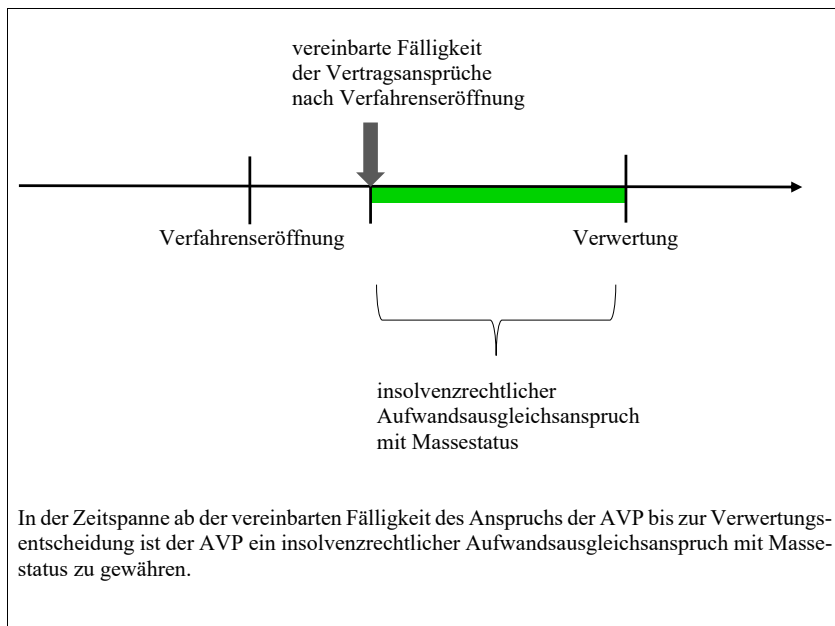 vereinbarte Fälligkeit
der Vertragsansprüche
nach Verfahrenseröffnung
Verfahrenseröffnung
Verwertung
insolvenzrechtlicher
Aufwandsausgleichsanspruch
mit Massestatus
In der Zeitspanne ab der vereinbarten Fälligkeit des Anspruchs der AVP bis zur Verwertungs-
entscheidung ist der AVP ein insolvenzrechtlicher Aufwandsausgleichsanspruch mit Masse-
status zu gewähren.